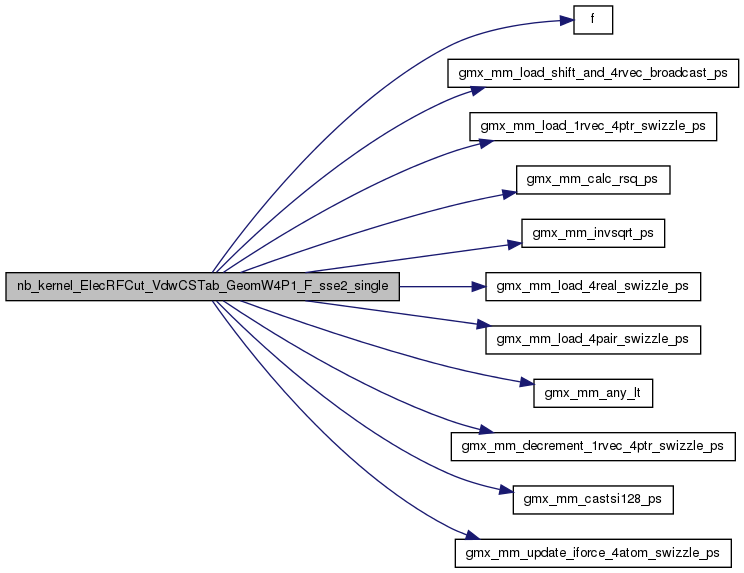 f
gmx_mm_load_shift_and_4rvec_broadcast_ps
gmx_mm_load_1rvec_4ptr_swizzle_ps
gmx_mm_calc_rsq_ps
gmx_mm_invsqrt_ps
nb_kernel_ElecRFCut_VdwCSTab_GeomW4P1_F_sse2_single
gmx_mm_load_4real_swizzle_ps
gmx_mm_load_4pair_swizzle_ps
gmx_mm_any_lt
gmx_mm_decrement_1rvec_4ptr_swizzle_ps
gmx_mm_castsi128_ps
gmx_mm_update_iforce_4atom_swizzle_ps